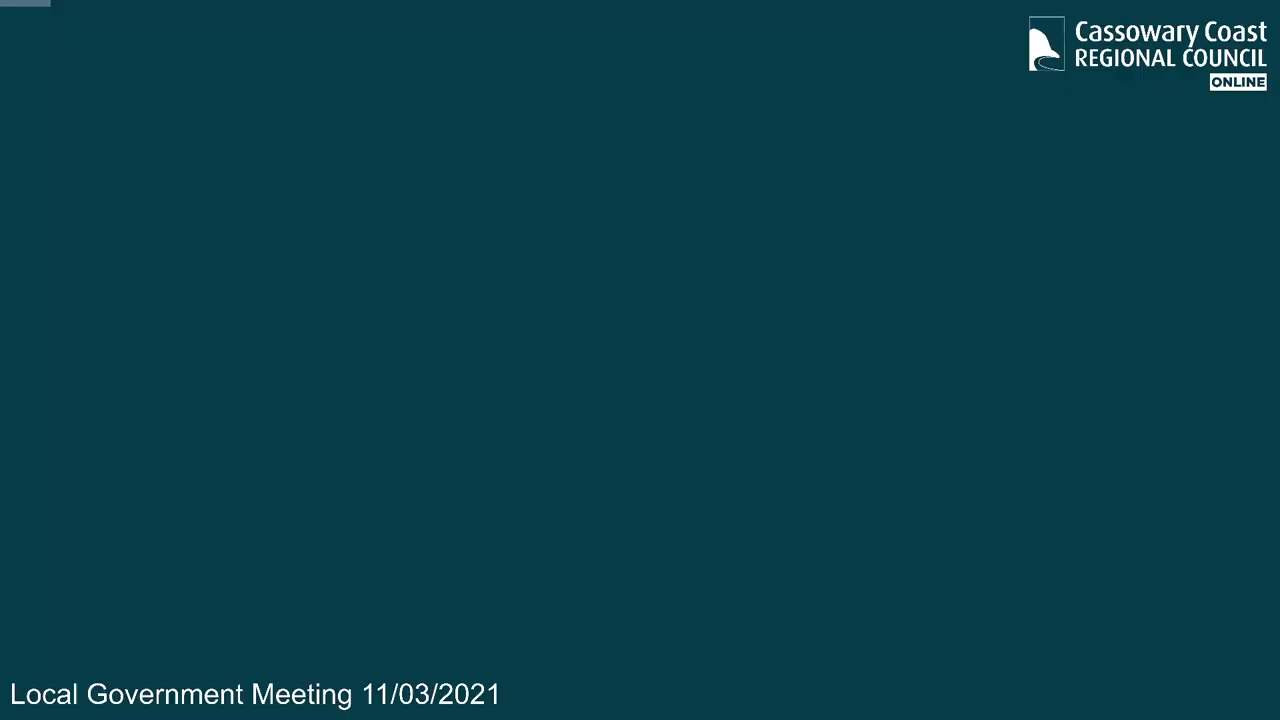 Cassowary Coast
REGIONAL COUNCIL
ONLINE
Local Government Meeting 11/03/2021